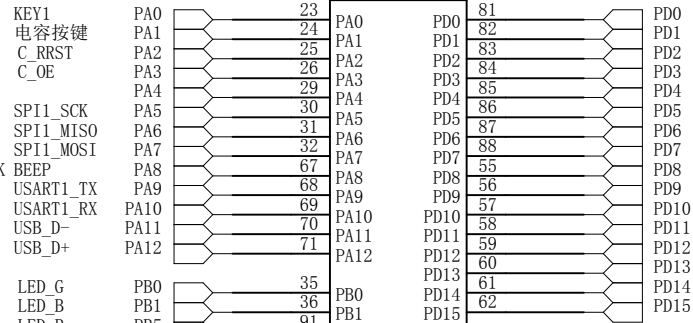 KEY1 PA0 23 PA0 PD0 81 PD0
电容按键 PA1 24 PA1 PD1 82 PD1
C_RRST PA2 25 PA2 PD2 83 PD2
C_OE PA3 26 PA3 PD3 84 PD3
PA4 29 PA4 PD4 85 PD4
SPI1_SCK PA5 30 PA5 PD5 86 PD5
SPI1_MISO PA6 31 PA6 PD6 87 PD6
SPI1_MOSI PA7 32 PA7 PD7 88 PD7
BEEP PA8 67 PA8 PD8 55 PD8
USART1_TX PA9 68 PA9 PD9 56 PD9
USART1_RX PA10 69 PA10 PD10 57 PD10
USB_D- PA11 70 PA11 PD11 58 PD11
USB_D+ PA12 71 PA12 PD12 59 PD12
PD13 60 PD13
LED_G PB0 35 PB0 PD14 61 PD14
LED_B PB1 36 PB1 PD15 62 PD15
91